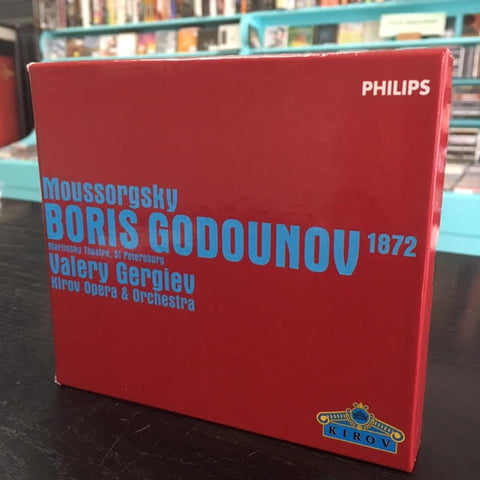 PHILIPS
Moussorgsky
BORIS GODOUNOV 1872
Mariinsky Theatre, St Petersburg
Valery Gergiev
Kirov Opera & Orchestra
KIROV